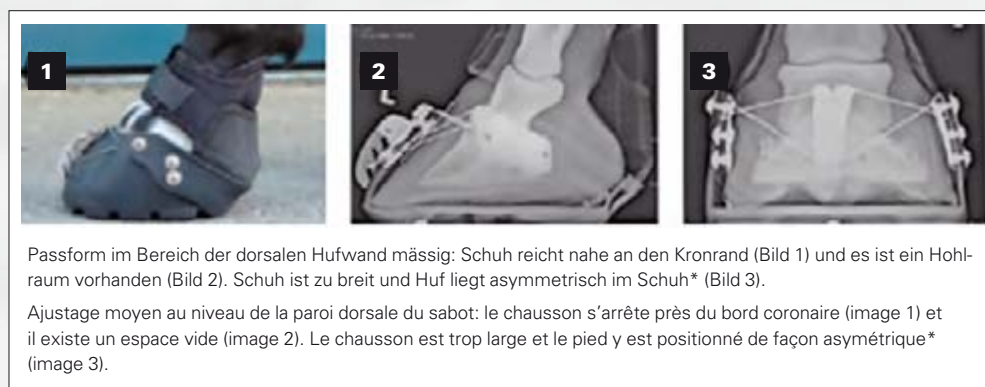 1
2
3
Passform im Bereich der dorsalen Hufwand mässig: Schuh reicht nahe an den Kronrand (Bild 1) und es ist ein Hohl-
raum vorhanden (Bild 2). Schuh ist zu breit und Huf liegt asymmetrisch im Schuh* (Bild 3).
Ajustage moyen au niveau de la paroi dorsale du sabot: le chausson s’arrête près du bord coronaire (image 1) et
il existe un espace vide (image 2). Le chausson est trop large et le pied y est positionné de façon asymétrique*
(image 3).